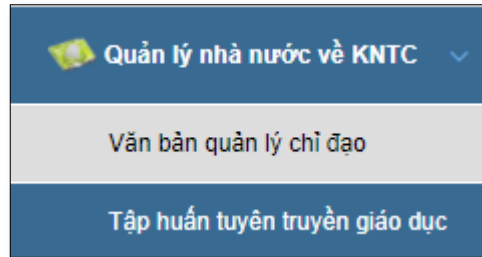 Quản lý nhà nước về KNTC
Văn bản quản lý chỉ đạo
Tập huấn tuyên truyền giáo dục